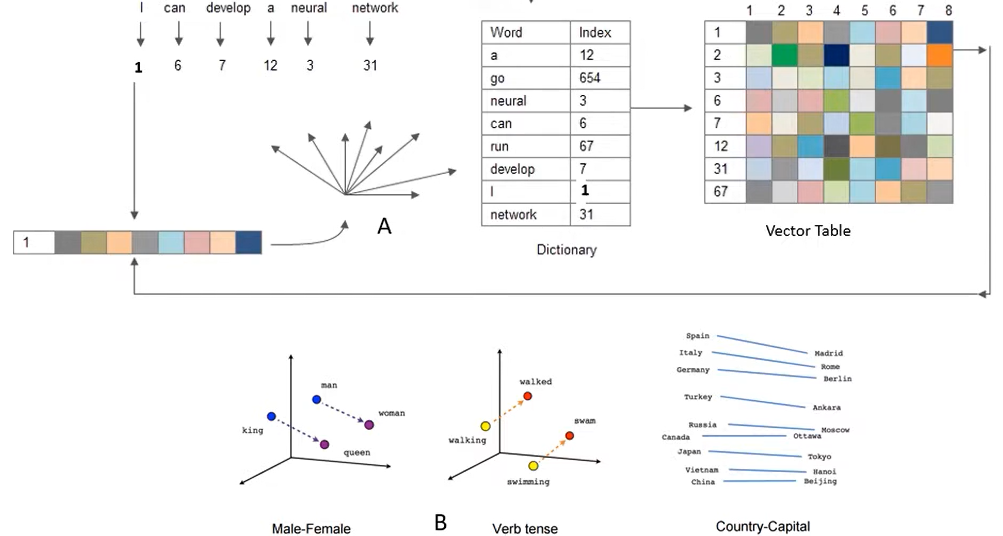 I can develop a neural network
1 6 7 12 3 31
Word Index
a 12
go 654
neural 3
can 6
run 67
develop 7
I 1
network 31
Dictionary
1 2 3 4 5 6 7 8
1
2
3
6
7
12
31
67
Vector Table
A
1
man
woman
king
queen
Male-Female
B
walked
swam
walking
swimming
Verb tense
Spain Madrid
Italy Rome
Germany Berlin
Turkey Ankara
Russia Moscow
Canada Ottawa
Japan Tokyo
Vietnam Hanoi
China Beijing
Country-Capital